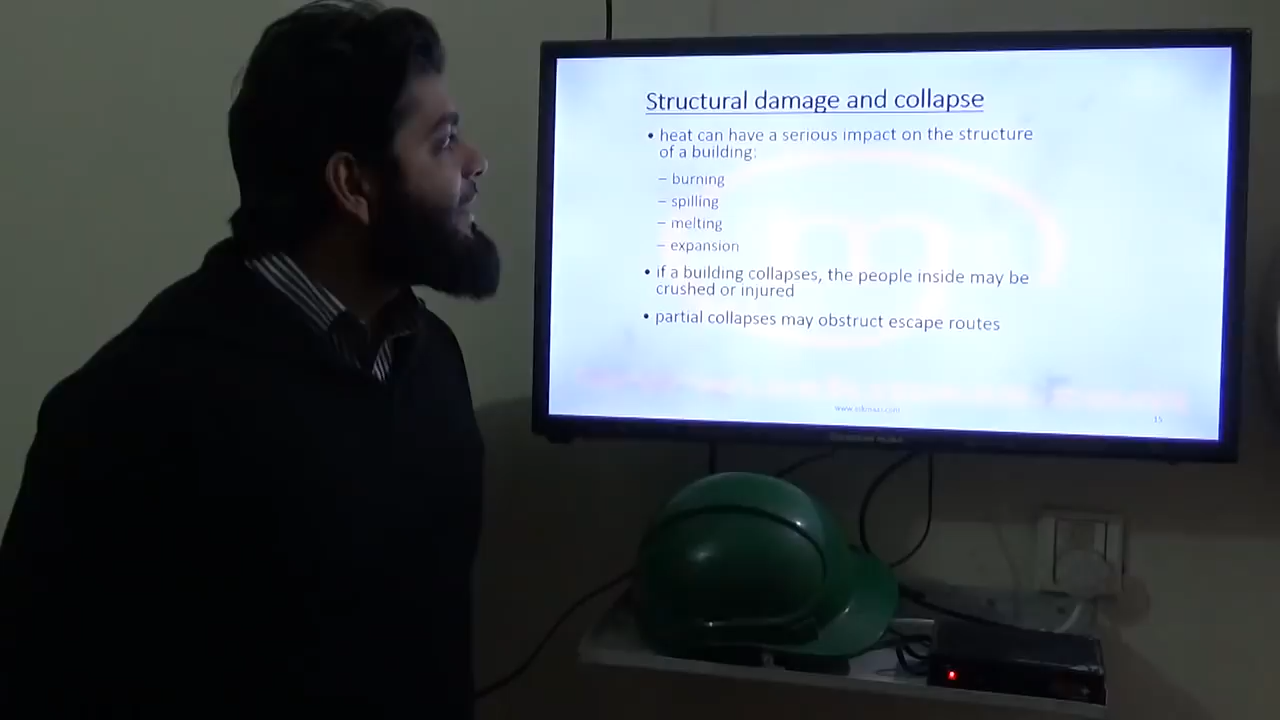 Structural damage and collapse
• heat can have a serious impact on the structure
of a building:
– burning
– spilling
– melting
– expansion
• if a building collapses, the people inside may be
crushed or injured
• partial collapses may obstruct escape routes
15